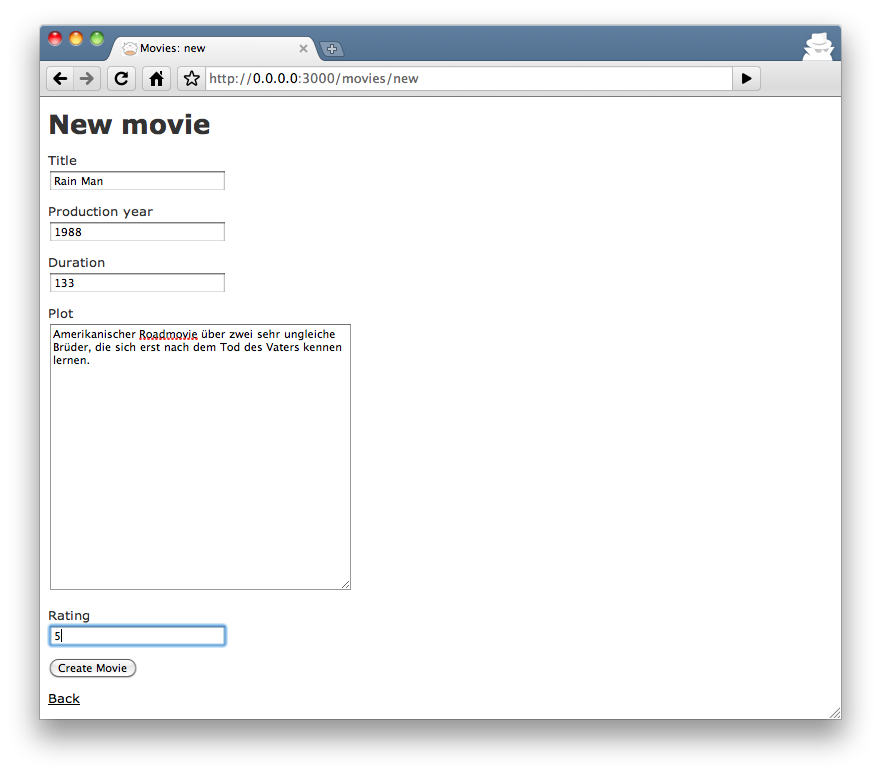 Movies: new
http://0.0.0.0:3000/movies/new
New movie
Title
Rain Man
Production year
1988
Duration
133
Plot
Amerikanischer Roadmovie über zwei sehr ungleiche
Brüder, die sich erst nach dem Tod des Vaters kennen
lernen.
Rating
5
Create Movie
Back